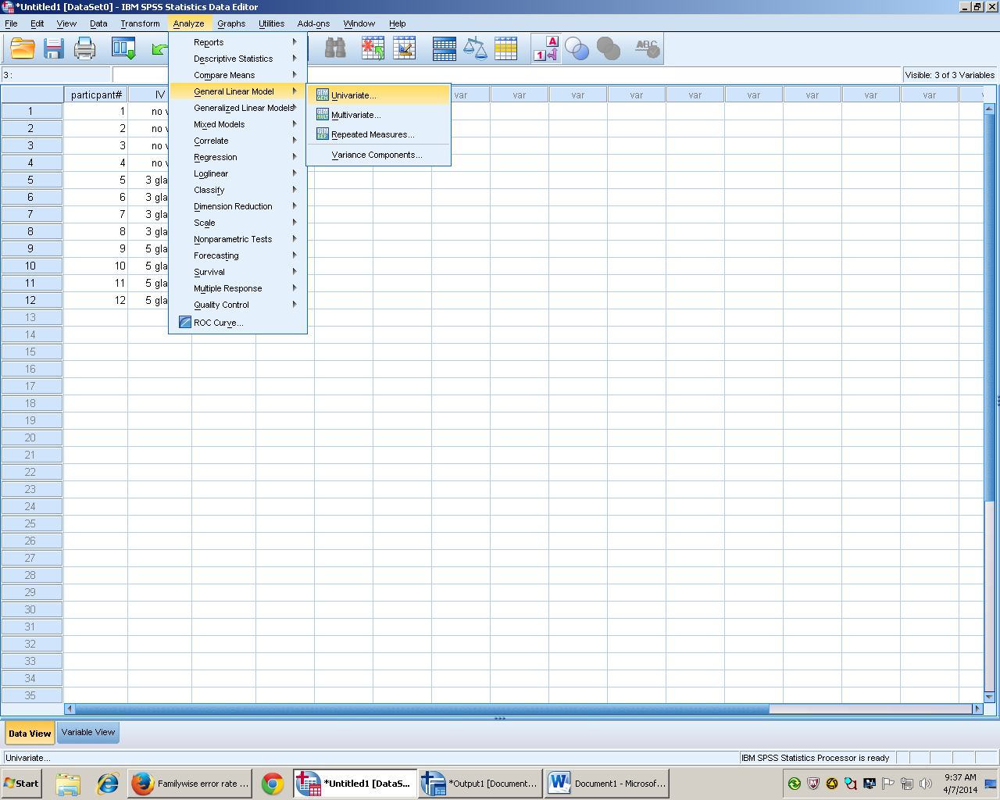 *Untitled1 [DataSet0] - IBM SPSS Statistics Data Editor
File Edit View Data Transform Analyze Graphs Utilities Add-ons Window Help
3 :
Visible: 3 of 3 Variables
particpant# IV var var var var var var var var var
Reports
Descriptive Statistics
Compare Means
General Linear Model
Generalized Linear Models
Mixed Models
Correlate
Regression
Loglinear
Classify
Dimension Reduction
Scale
Nonparametric Tests
Forecasting
Survival
Multiple Response
Quality Control
ROC Curve...
Univariate...
Multivariate...
Repeated Measures...
Variance Components...
1 1 no
2 2 no
3 3 no
4 4 no
5 5 3 gla
6 6 3 gla
7 7 3 gla
8 8 3 gla
9 9 5 gla
10 10 5 gla
11 11 5 gla
12 12 5 gla
13
14
15
16
17
18
19
20
21
22
23
24
25
26
27
28
29
30
31
32
33
34
35
Data View Variable View
Univariate...
IBM SPSS Statistics Processor is ready
Start
Familywise error rate ...
*Untitled1 [DataS...
*Output1 [Document...
Document1 - Microsof...
9:37 AM
4/7/2014